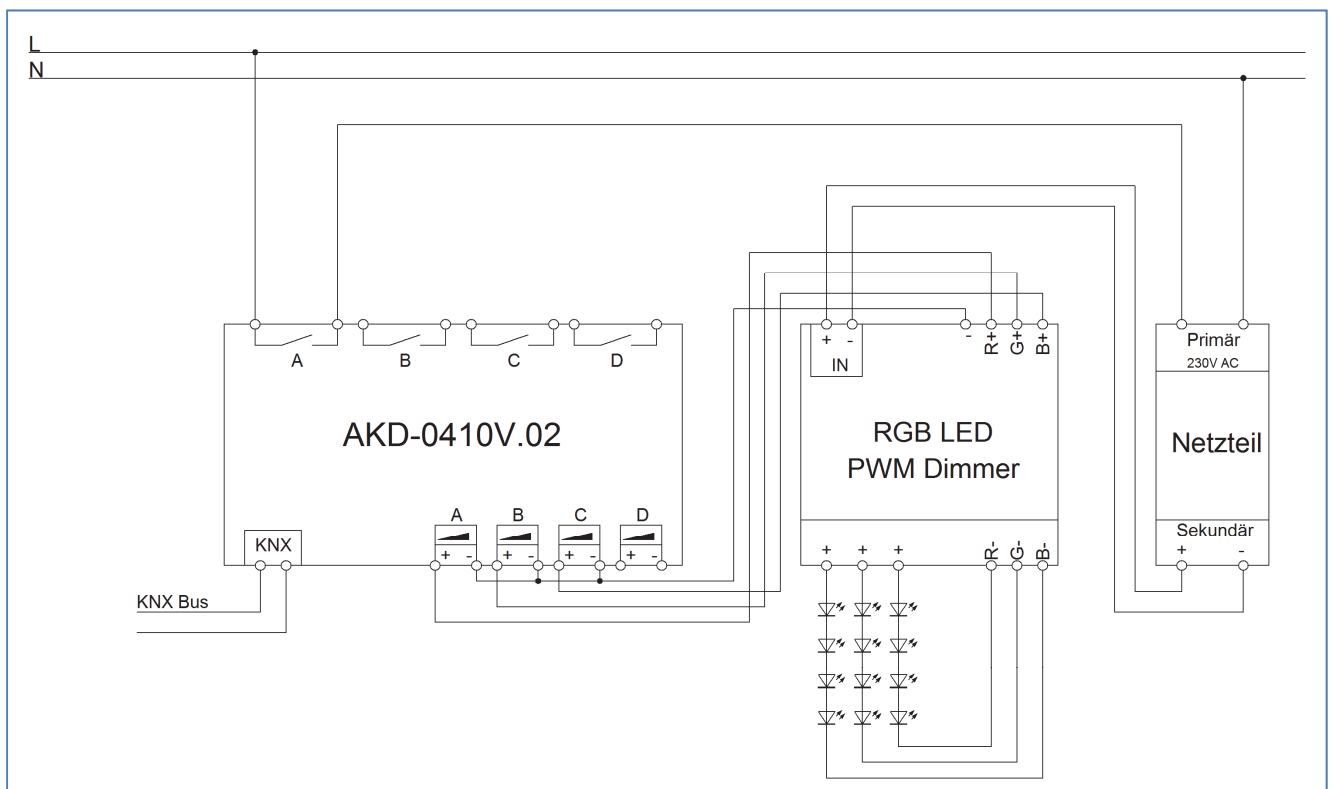 L
N
A
B
C
D
AKD-0410V.02
A
B
C
D
+ - + - + - + -
KNX
KNX Bus
+ -
IN
- R+ G+ B+
RGB LED
PWM Dimmer
+ + + R- G- B-
Primär
230V AC
Netzteil
Sekundär
+ -